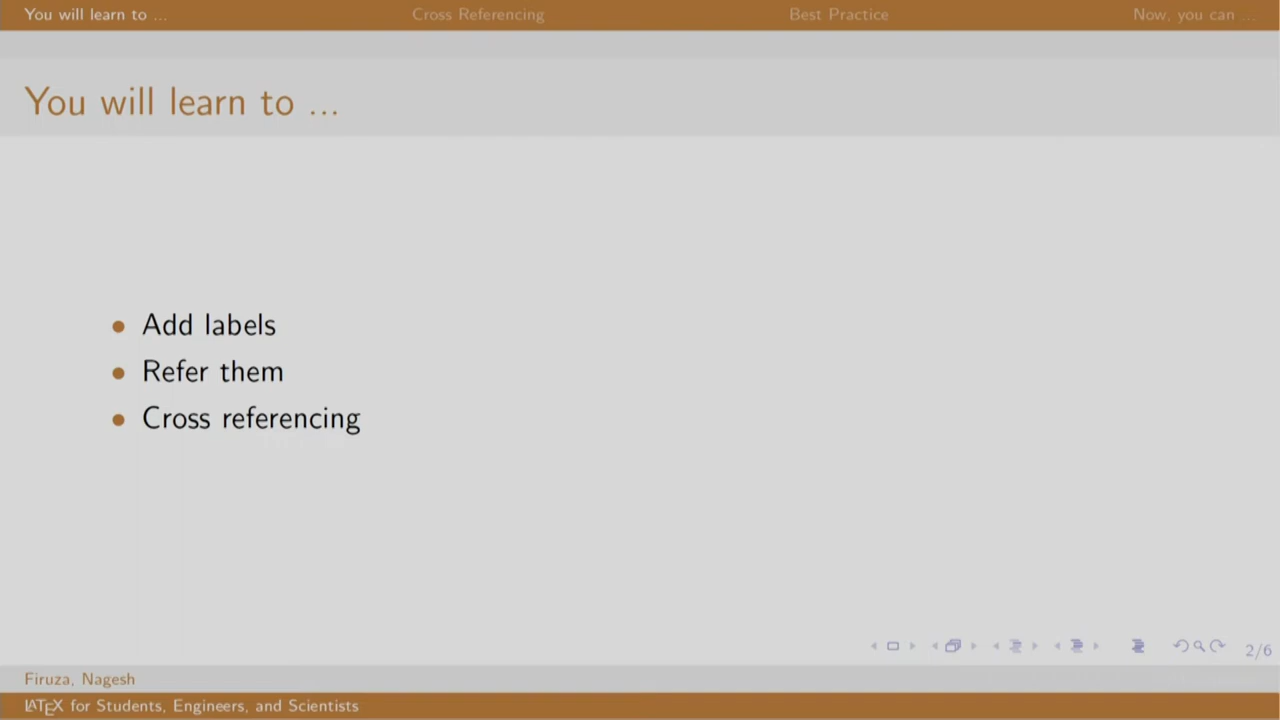 You will learn to ... Cross Referencing Best Practice Now, you can ...
You will learn to ...
• Add labels
• Refer them
• Cross referencing
2/6
Firuza, Nagesh
LATEX for Students, Engineers, and Scientists